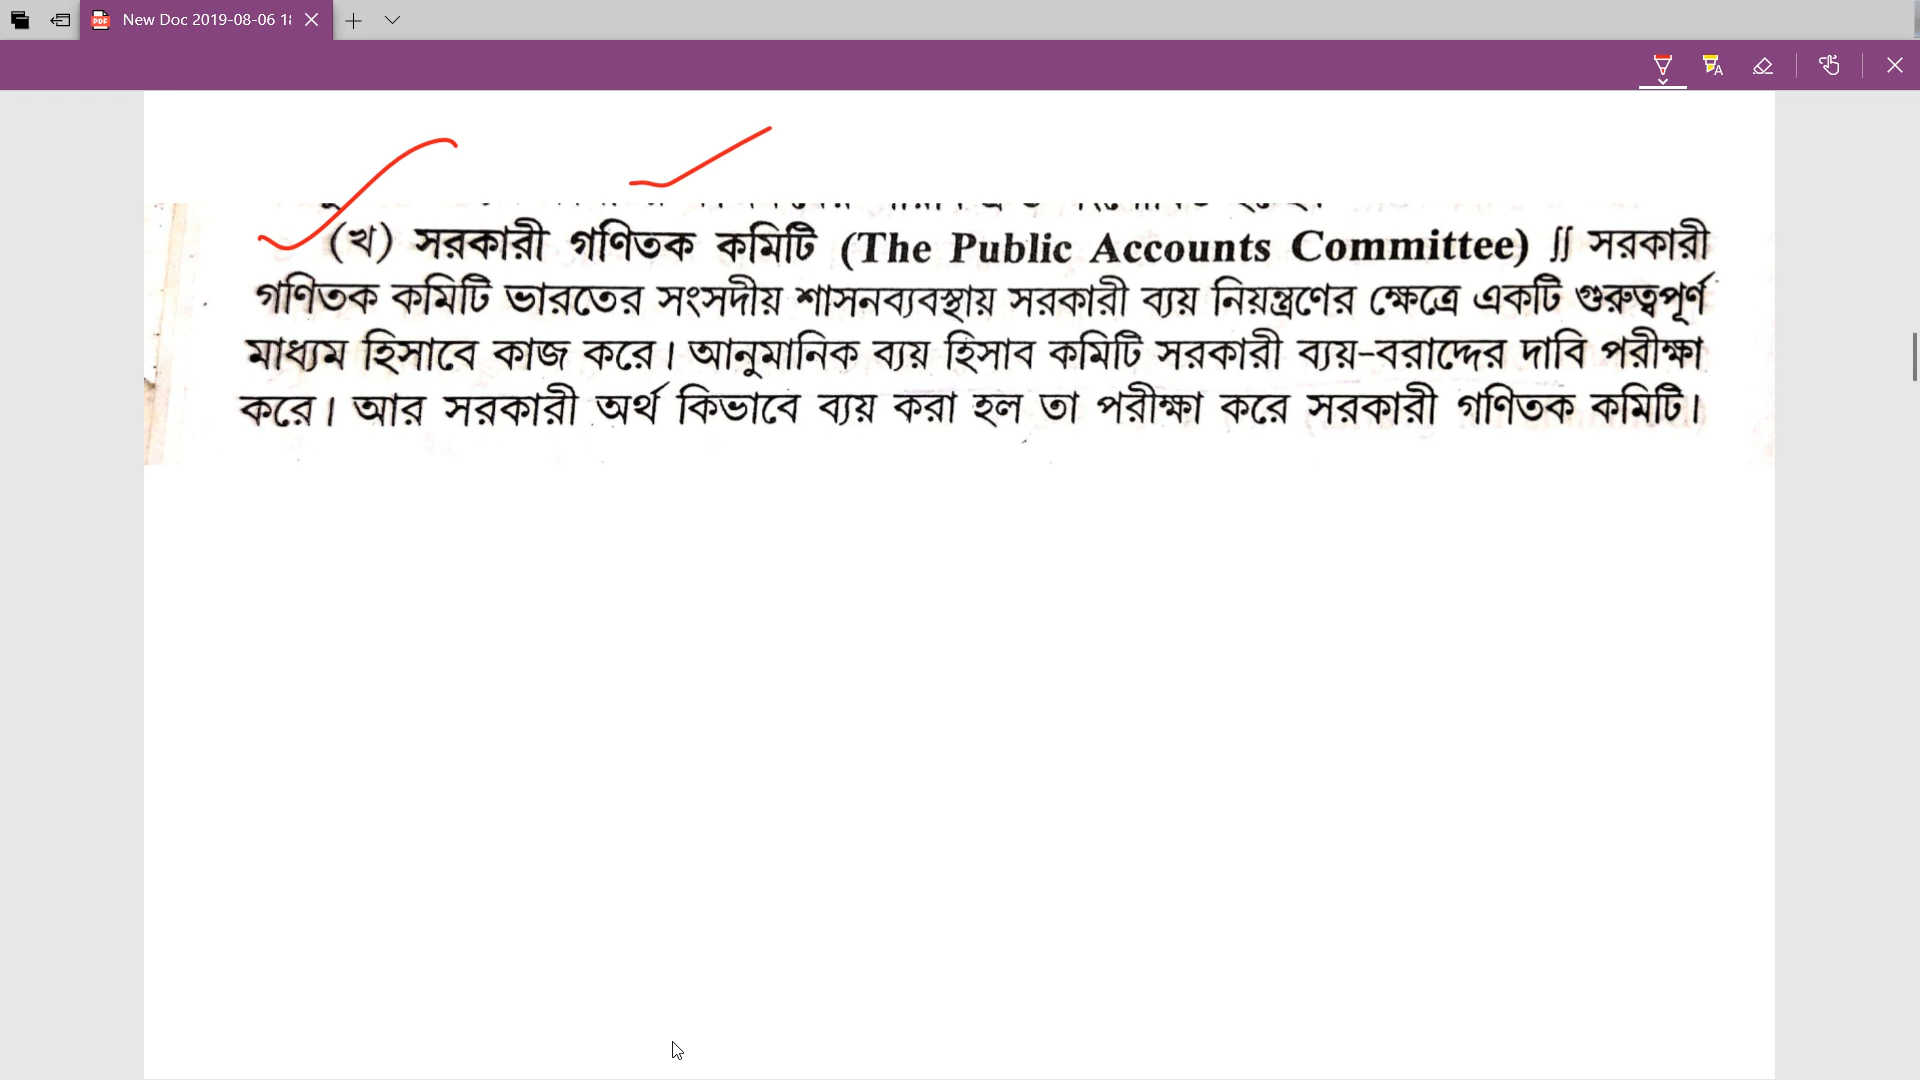 New Doc 2019-08-06 18
(খ) সরকারী গণিতক কমিটি (The Public Accounts Committee) ॥ সরকারী
গণিতক কমিটি ভারতের সংসদীয় শাসনব্যবস্থায় সরকারী ব্যয় নিয়ন্ত্রণের ক্ষেত্রে একটি গুরুত্বপূর্ণ
মাধ্যম হিসাবে কাজ করে। আনুমানিক ব্যয় হিসাব কমিটি সরকারী ব্যয়-বরাদ্দের দাবি পরীক্ষা
করে। আর সরকারী অর্থ কিভাবে ব্যয় করা হল তা পরীক্ষা করে সরকারী গণিতক কমিটি।